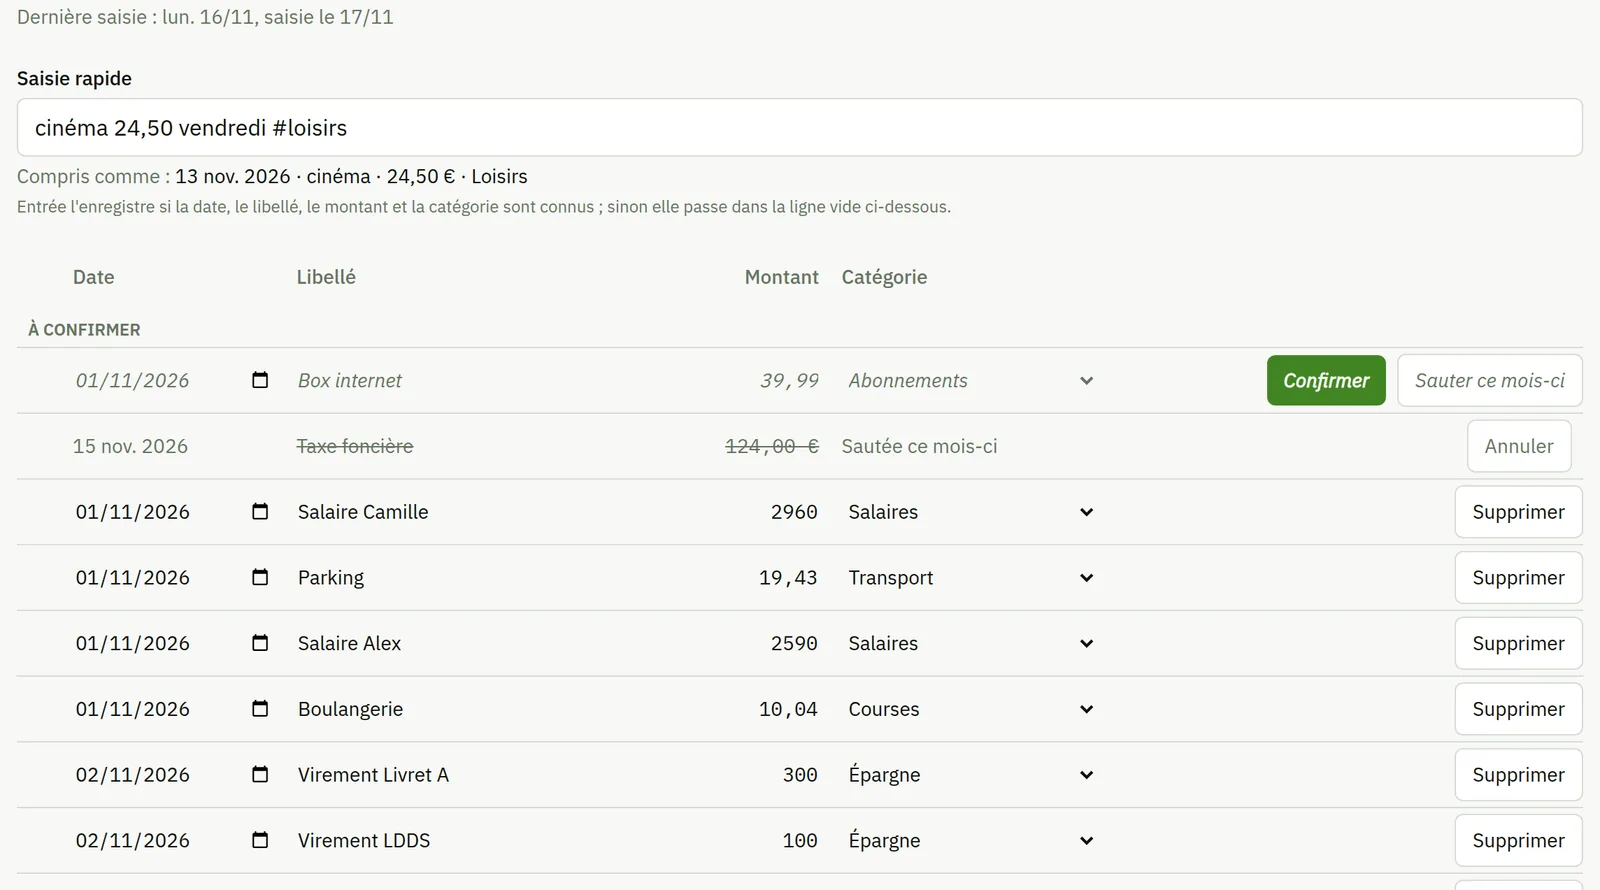 Dernière saisie : lun. 16/11, saisie le 17/11
Saisie rapide
cinéma 24,50 vendredi #loisirs
Compris comme : 13 nov. 2026 · cinéma · 24,50 € · Loisirs
Entrée l'enregistre si la date, le libellé, le montant et la catégorie sont connus ; sinon elle passe dans la ligne vide ci-dessous.
Date Libellé Montant Catégorie
À CONFIRMER
01/11/2026 Box internet 39,99 Abonnements Confirmer Sauter ce mois-ci
15 nov. 2026 Taxe foncière 124,00 € Sautée ce mois-ci Annuler
01/11/2026 Salaire Camille 2960 Salaires Supprimer
01/11/2026 Parking 19,43 Transport Supprimer
01/11/2026 Salaire Alex 2590 Salaires Supprimer
01/11/2026 Boulangerie 10,04 Courses Supprimer
02/11/2026 Virement Livret A 300 Épargne Supprimer
02/11/2026 Virement LDDS 100 Épargne Supprimer